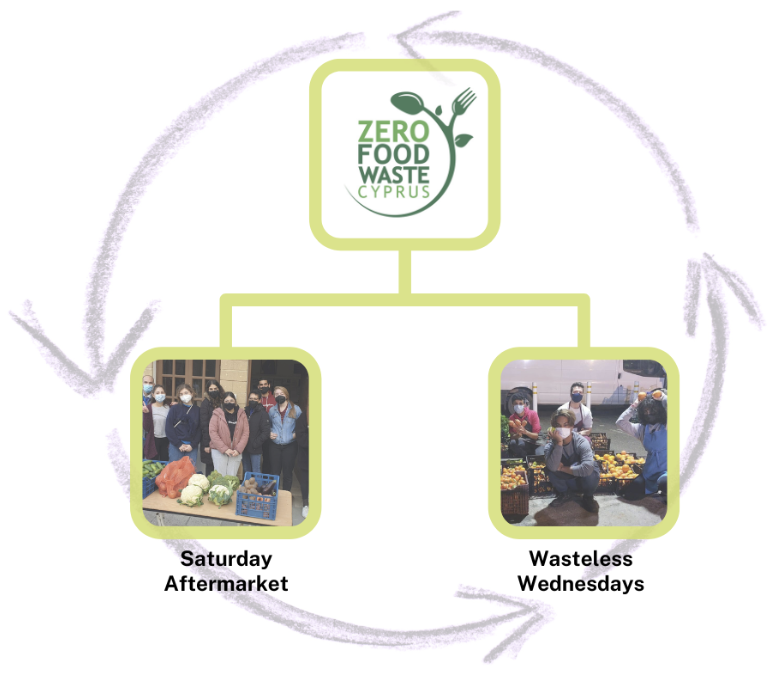 ZERO
FOOD
WASTE
CYPRUS
Saturday
Aftermarket
Wasteless
Wednesdays